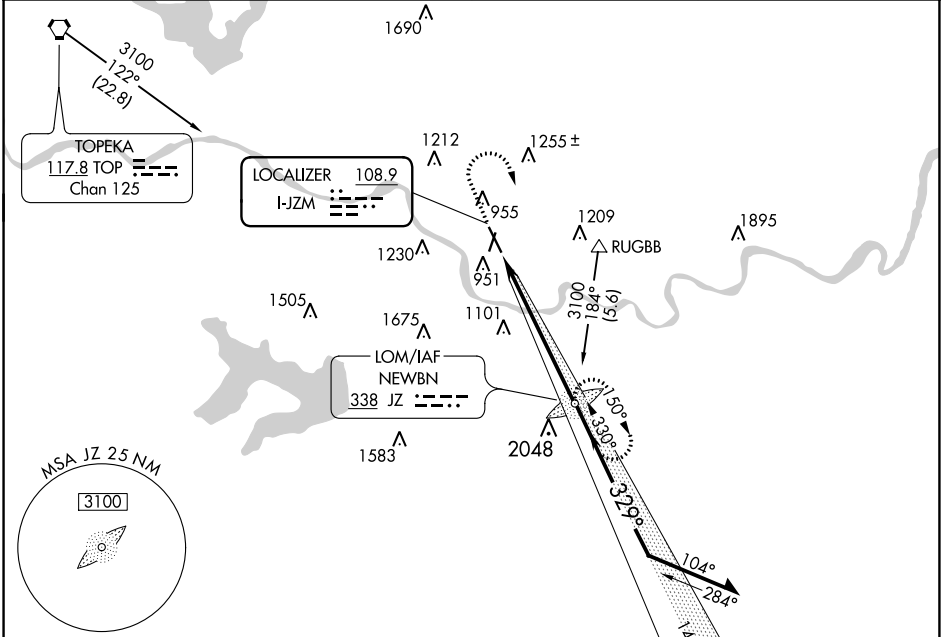 1690
3100
122°
(22.8)
TOPEKA
117.8 TOP
Chan 125
1212
1255 ±
LOCALIZER 108.9
I-JZM
955
1209
1895
RUGBB
1230
951
3100
184°
(5.6)
1505
1675
1101
LOM/IAF
NEWBN
338 JZ
150°
330°
2048
1583
MSA JZ 25 NM
3100
329°
104°
284°